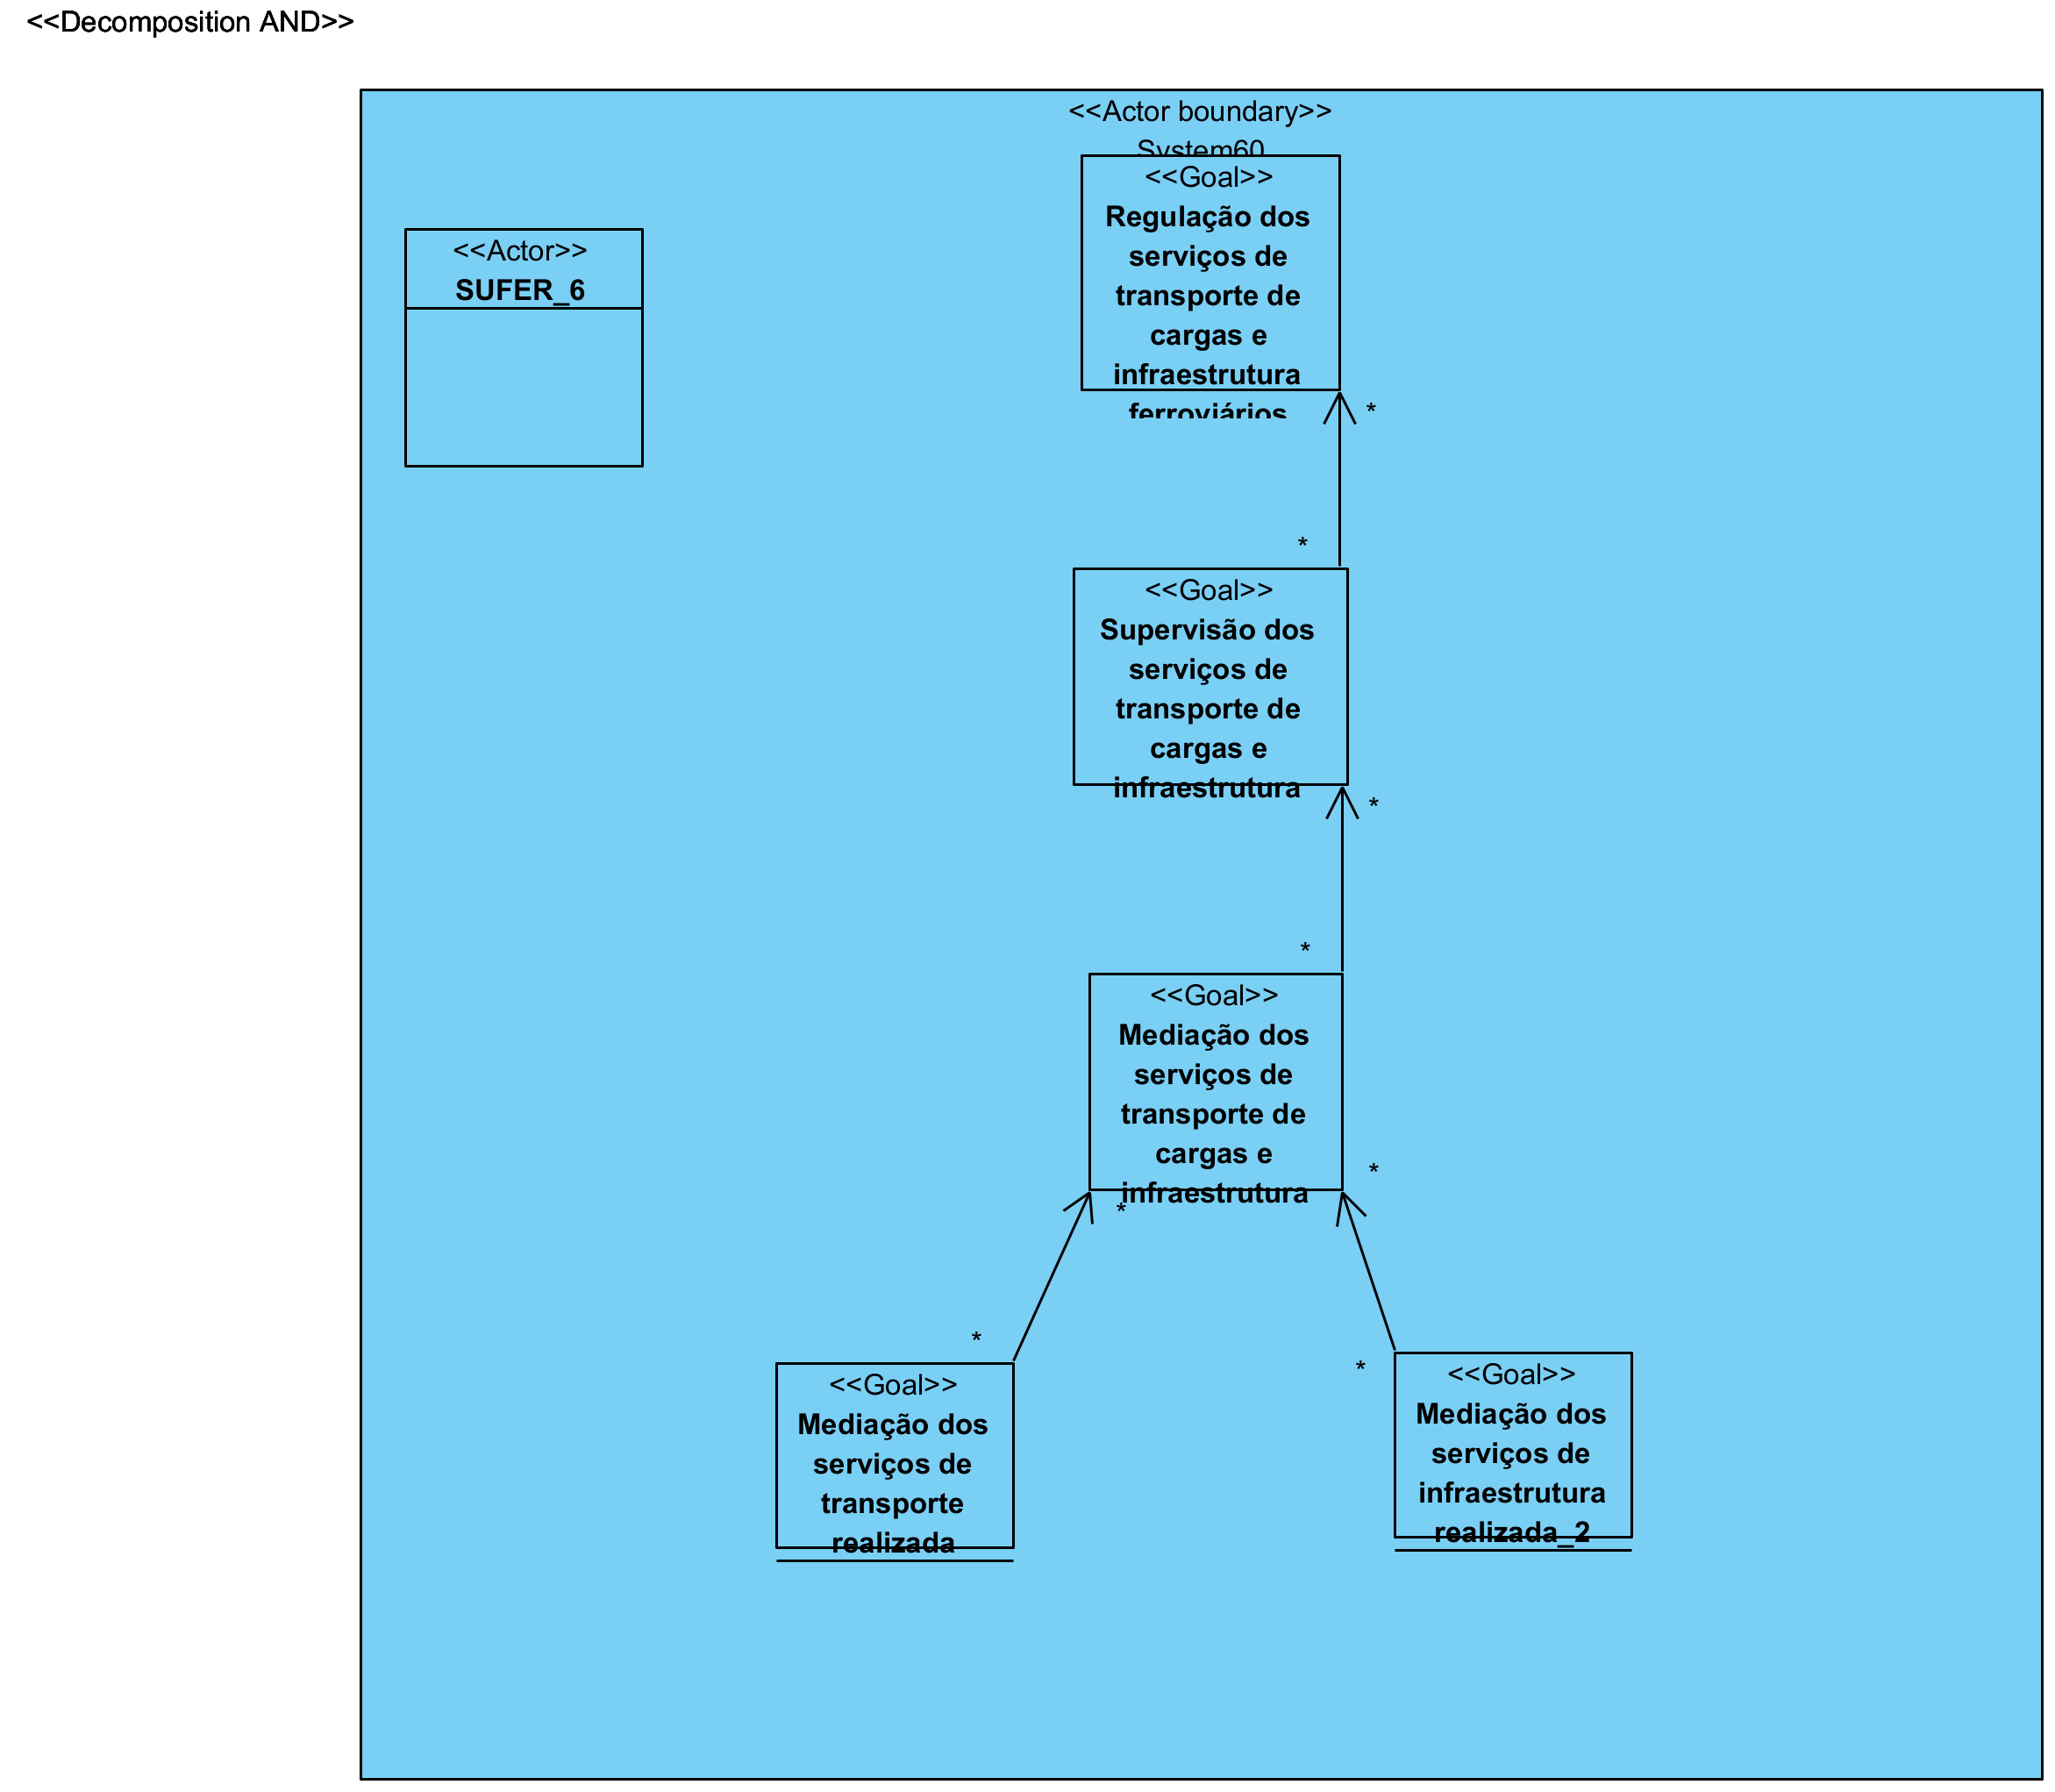 <<Decomposition AND>>
<<Actor boundary>>
System60
<<Actor>>
SUFER_6
<<Goal>>
Regulação dos
serviços de
transporte de
cargas e
infraestrutura
ferroviários
*
*
<<Goal>>
Supervisão dos
serviços de
transporte de
cargas e
infraestrutura
*
*
<<Goal>>
Mediação dos
serviços de
transporte de
cargas e
infraestrutura
*
*
*
*
<<Goal>>
Mediação dos
serviços de
transporte
realizada
<<Goal>>
Mediação dos
serviços de
infraestrutura
realizada_2